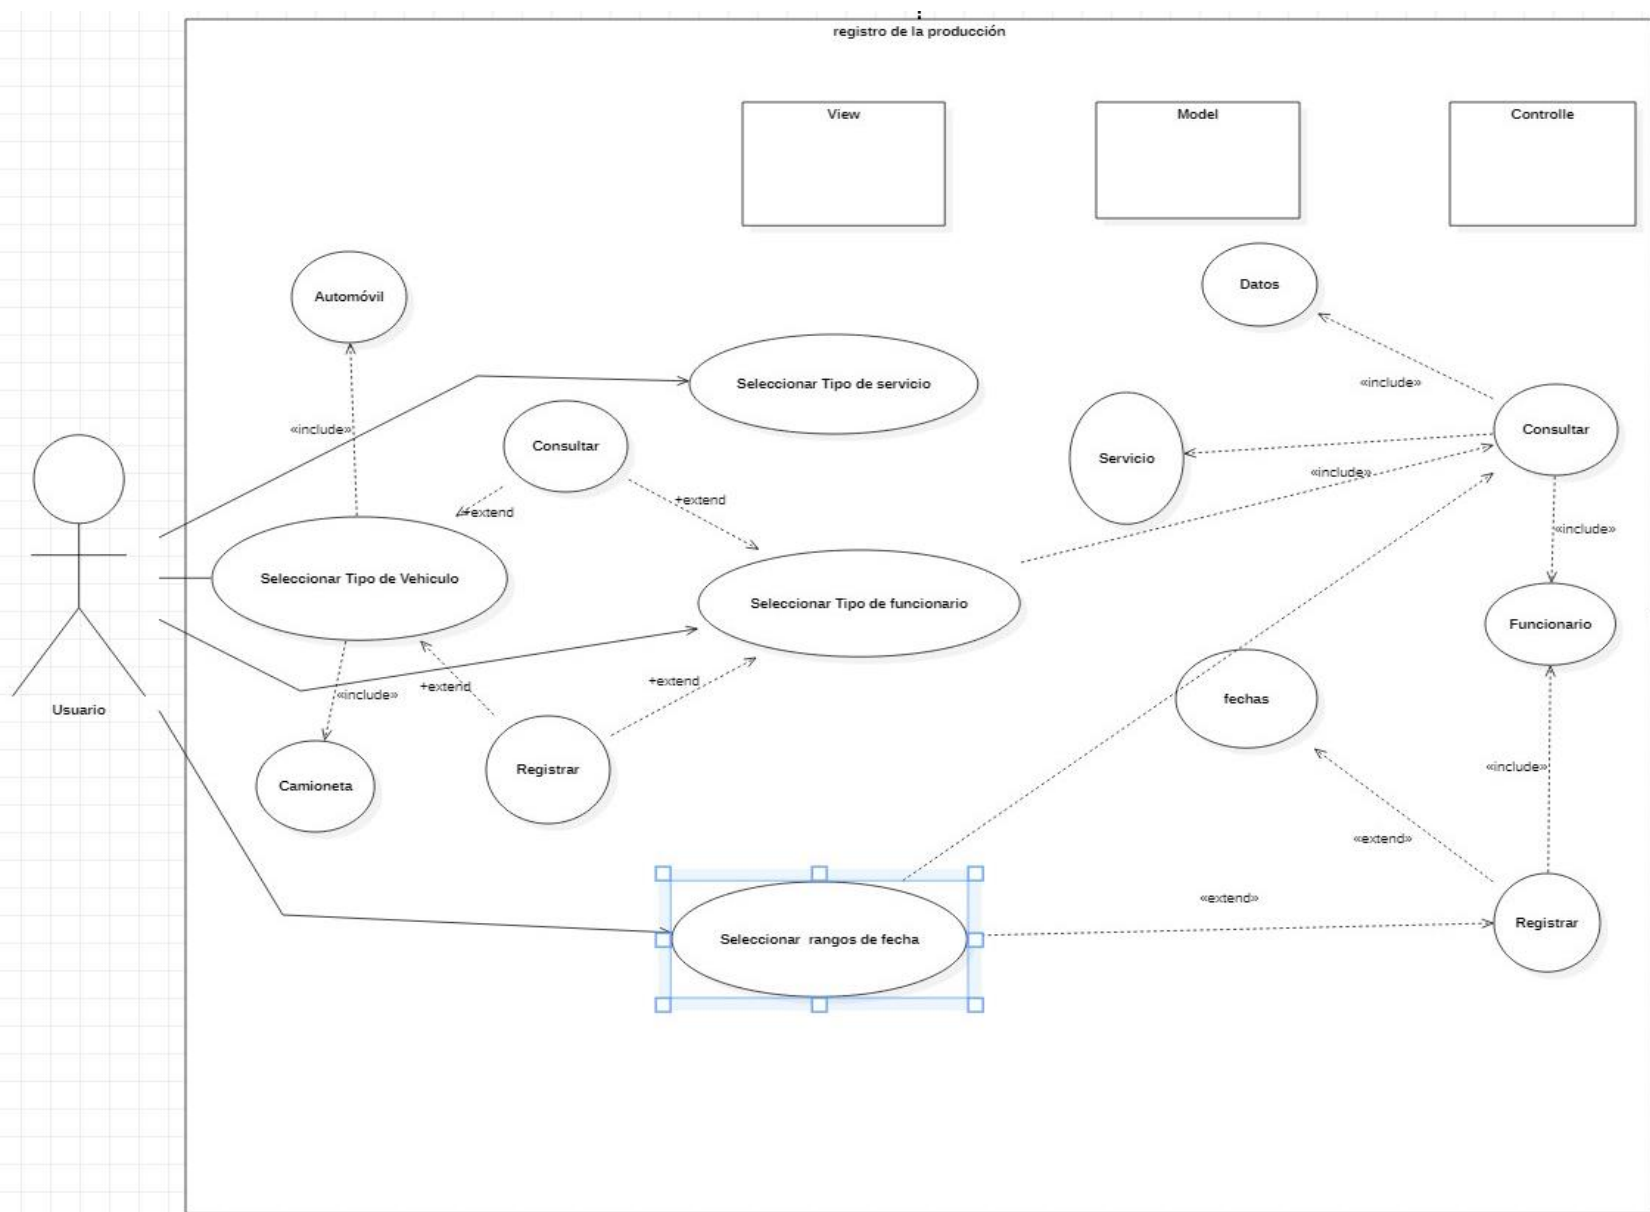 registro de la producción
View
Model
Controlle
Datos
Automóvil
Seleccionar Tipo de servicio
«include»
«include»
Consultar
Consultar
Servicio
«include»
+extend
+extend
«include»
Seleccionar Tipo de Vehiculo
Seleccionar Tipo de funcionario
Funcionario
«include»
+extend
+extend
fechas
Usuario
Camioneta
Registrar
«include»
«extend»
«extend»
Seleccionar rangos de fecha
Registrar